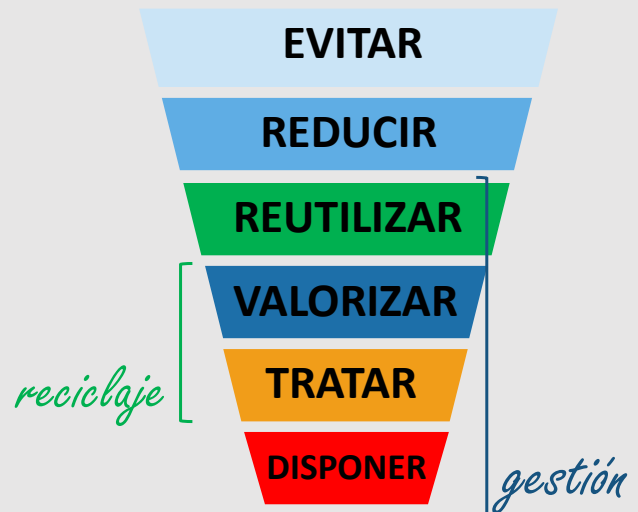 EVITAR
REDUCIR
REUTILIZAR
VALORIZAR
TRATAR
reciclaje
DISPONER
gestión